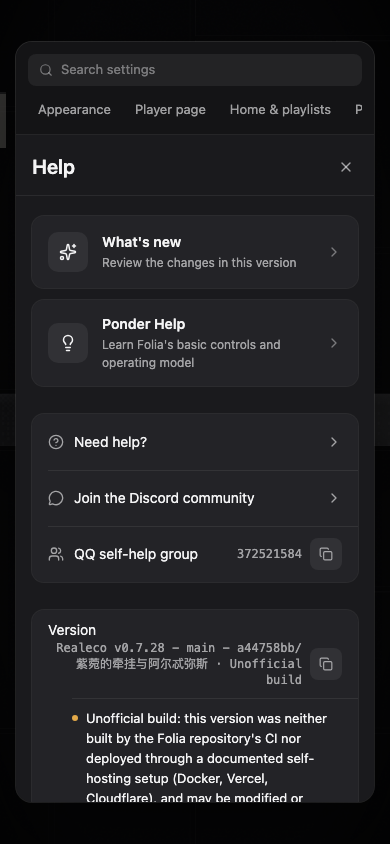 Search settings
Appearance Player page Home & playlists P
Help
What's new
Review the changes in this version
Ponder Help
Learn Folia's basic controls and
operating model
Need help?
Join the Discord community
QQ self-help group 372521584
Version
Realeco v0.7.28 — main — a44758bb/
紫菀的牵挂与阿尔忒弥斯 · Unofficial
build
Unofficial build: this version was neither
built by the Folia repository's CI nor
deployed through a documented self-
hosting setup (Docker, Vercel,
Cloudflare), and may be modified or